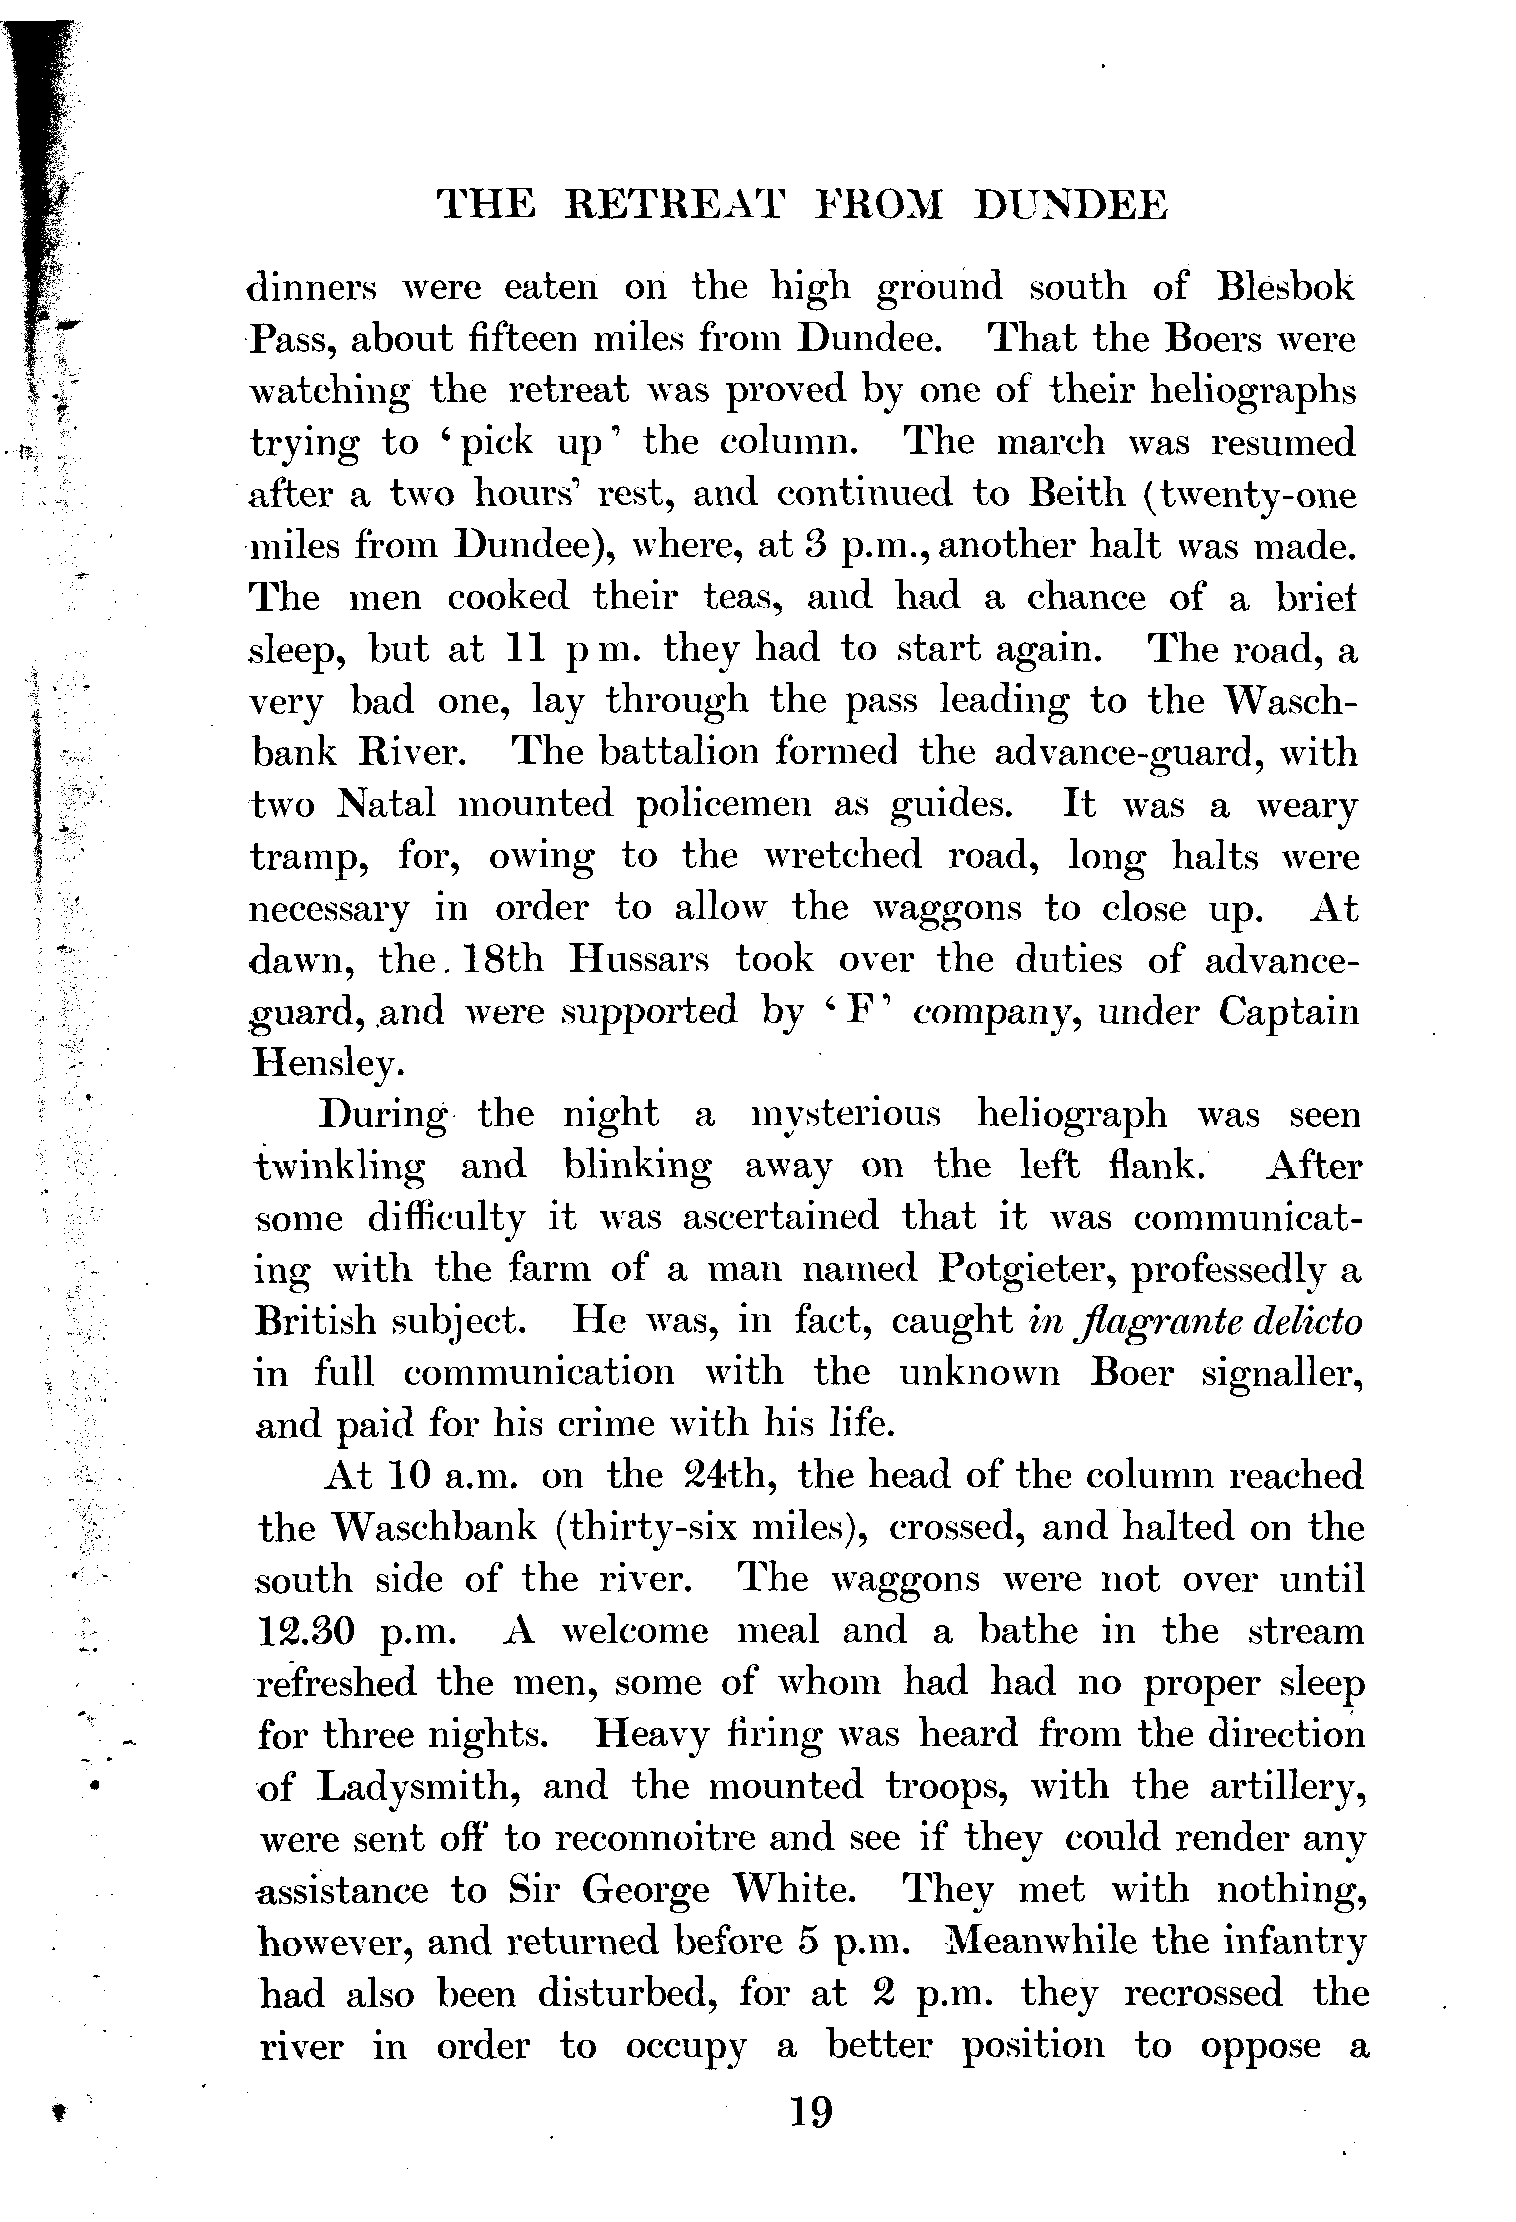 THE RETREAT FROM DUNDEE
dinners were eaten on the high ground south of Blesbok
Pass, about fifteen miles from Dundee. That the Boers were
watching the retreat was proved by one of their heliographs
trying to ‘pick up’ the column. The march was resumed
after a two hours’ rest, and continued to Beith (twenty-one
miles from Dundee), where, at 3 p.m., another halt was made.
The men cooked their teas, and had a chance of a brief
sleep, but at 11 p m. they had to start again. The road, a
very bad one, lay through the pass leading to the Wasch-
bank River. The battalion formed the advance-guard, with
two Natal mounted policemen as guides. It was a weary
tramp, for, owing to the wretched road, long halts were
necessary in order to allow the waggons to close up. At
dawn, the 18th Hussars took over the duties of advance-
guard, and were supported by ‘F’ company, under Captain
Hensley.
During the night a mysterious heliograph was seen
twinkling and blinking away on the left flank. After
some difficulty it was ascertained that it was communicat-
ing with the farm of a man named Potgieter, professedly a
British subject. He was, in fact, caught in flagrante delicto
in full communication with the unknown Boer signaller,
and paid for his crime with his life.
At 10 a.m. on the 24th, the head of the column reached
the Waschbank (thirty-six miles), crossed, and halted on the
south side of the river. The waggons were not over until
12.30 p.m. A welcome meal and a bathe in the stream
refreshed the men, some of whom had had no proper sleep
for three nights. Heavy firing was heard from the direction
of Ladysmith, and the mounted troops, with the artillery,
were sent off to reconnoitre and see if they could render any
assistance to Sir George White. They met with nothing,
however, and returned before 5 p.m. Meanwhile the infantry
had also been disturbed, for at 2 p.m. they recrossed the
river in order to occupy a better position to oppose a
19